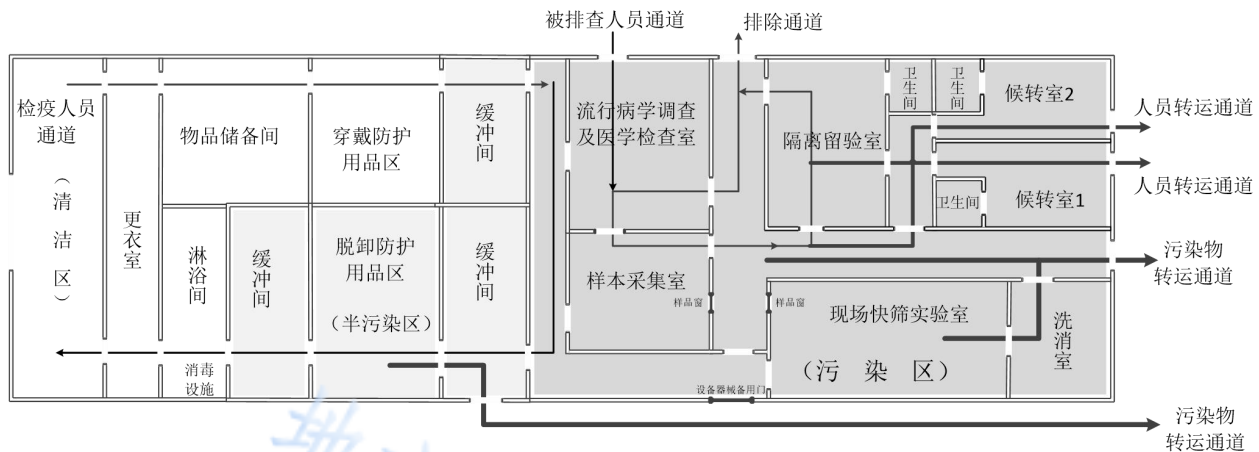 被排查人员通道
排除通道
检疫人员
通道
（清洁区）
更衣室
物品储备间
穿戴防护
用品区
缓冲间
流行病学调查
及医学检查室
隔离留验室
卫生间
卫生间
候转室2
人员转运通道
人员转运通道
卫生间
候转室1
淋浴间
缓冲间
脱卸防护
用品区
（半污染区）
缓冲间
样本采集室
样品窗
样品窗
现场快筛实验室
（污 染 区）
洗消室
污染物
转运通道
消毒
设施
设备器械备用门
污染物
转运通道